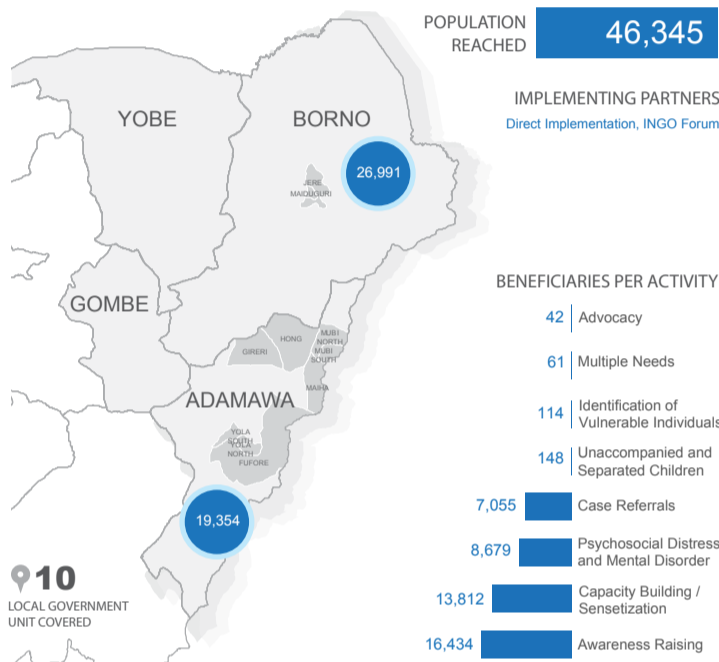 POPULATION
REACHED
46,345
IMPLEMENTING PARTNERS
Direct Implementation, INGO Forum
YOBE
BORNO
26,991
JERE
MAIDUGURI
GOMBE
HONG
GIRERI
MUBI
NORTH
MUBI
SOUTH
MAIHA
ADAMAWA
YOLA
SOUTH
YOLA
NORTH
FUFORE
19,354
10
LOCAL GOVERNMENT
UNIT COVERED
BENEFICIARIES PER ACTIVITY
42 Advocacy
61 Multiple Needs
114 Identification of
Vulnerable Individuals
148 Unaccompanied and
Separated Children
7,055 Case Referrals
8,679 Psychosocial Distress
and Mental Disorder
13,812 Capacity Building /
Sensetization
16,434 Awareness Raising